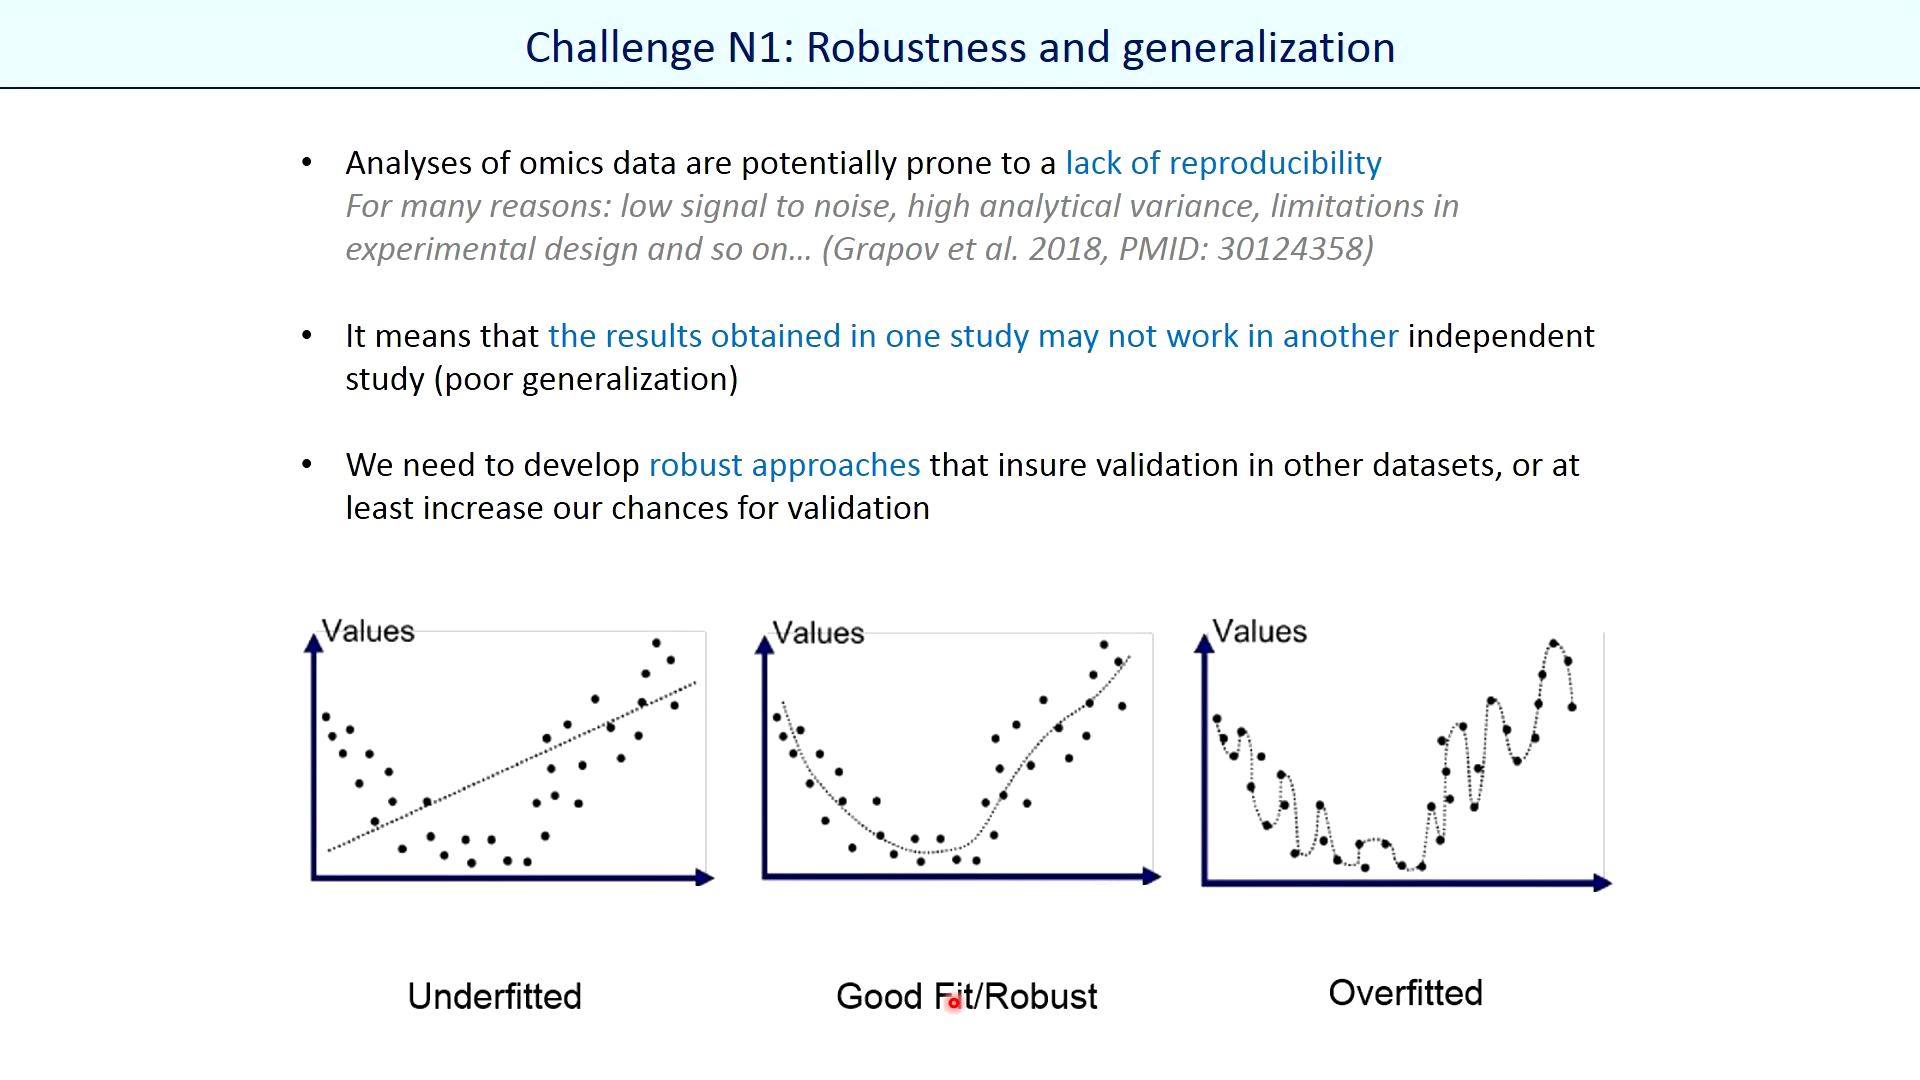 Challenge N1: Robustness and generalization
• Analyses of omics data are potentially prone to a lack of reproducibility
For many reasons: low signal to noise, high analytical variance, limitations in
experimental design and so on... (Grapov et al. 2018, PMID: 30124358)
• It means that the results obtained in one study may not work in another independent
study (poor generalization)
• We need to develop robust approaches that insure validation in other datasets, or at
least increase our chances for validation
Values
Values
Values
Underfitted
Good Fit/Robust
Overfitted